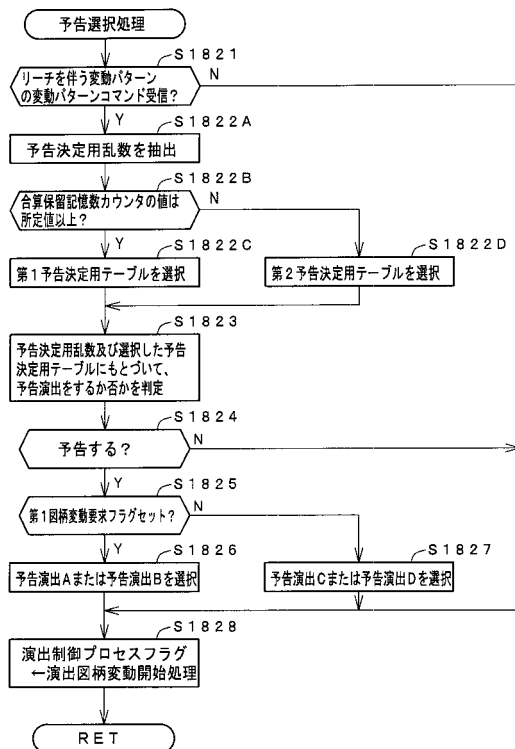 予告選択処理
S1821
リーチを伴う変動パターン
の変動パターンコマンド受信？
N
Y
S1822A
予告決定用乱数を抽出
S1822B
合算保留記憶数カウンタの値は
所定値以上？
N
Y
S1822C
第1予告決定用テーブルを選択
S1822D
第2予告決定用テーブルを選択
S1823
予告決定用乱数及び選択した予告
決定用テーブルにもとづいて、
予告演出をするか否かを判定
S1824
予告する？
N
Y
S1825
第1図柄変動要求フラグセット？
N
Y
S1826
予告演出Aまたは予告演出Bを選択
S1827
予告演出Cまたは予告演出Dを選択
S1828
演出制御プロセスフラグ
←演出図柄変動開始処理
RET